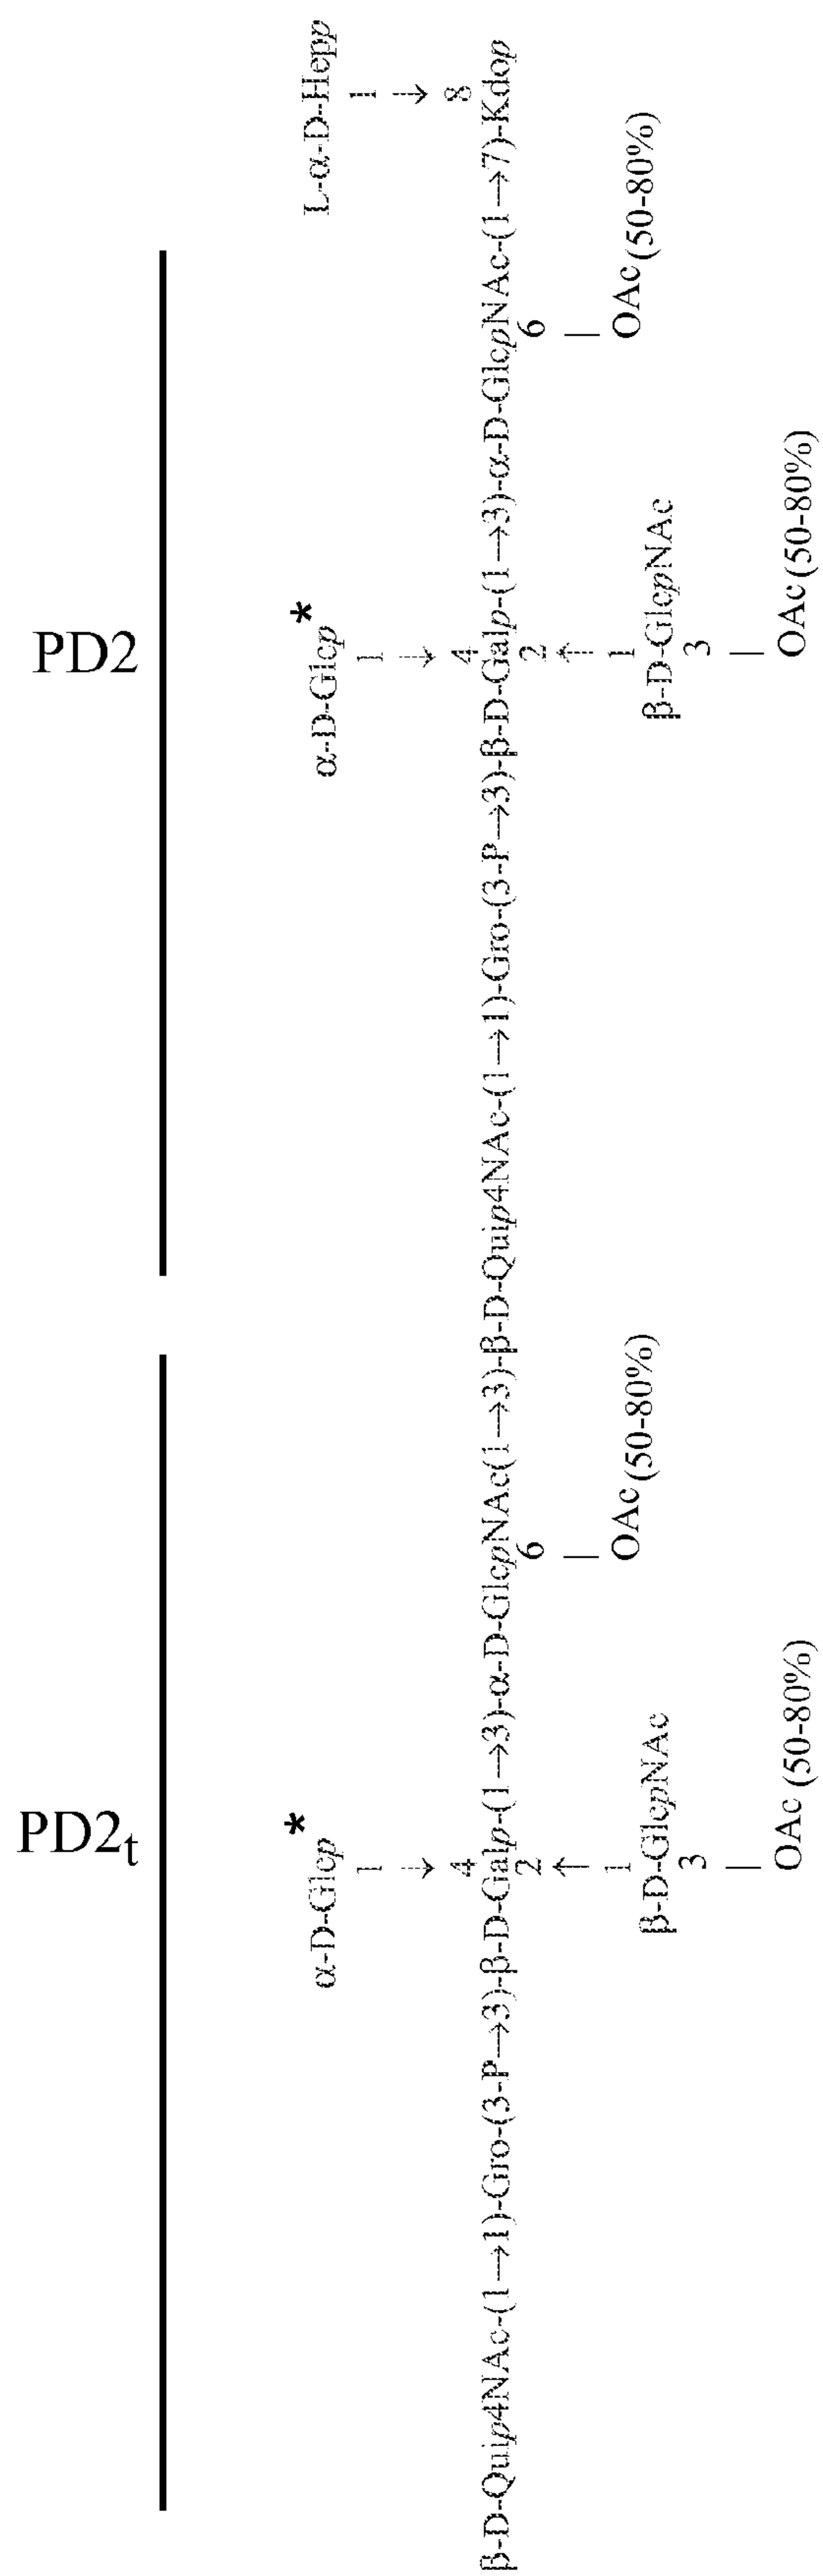 PD2t PD2
α-D-Glcp* α-D-Glcp* L-α-D-Hepp
1 1 1
↓ ↓ ↓
4 4 8
β-D-Quip4NAc-(1→1)-Gro-(3-P→3)-β-D-Galp-(1→3)-α-D-GlcpNAc(1→3)-β-D-Quip4NAc-(1→1)-Gro-(3-P→3)-β-D-Galp-(1→3)-α-D-GlcpNAc-(1→7)-Kdop
2 6 2 6
↑ | ↑ |
1 OAc (50-80%) 1 OAc (50-80%)
β-D-GlcpNAc β-D-GlcpNAc
3 3
| |
OAc (50-80%) OAc (50-80%)